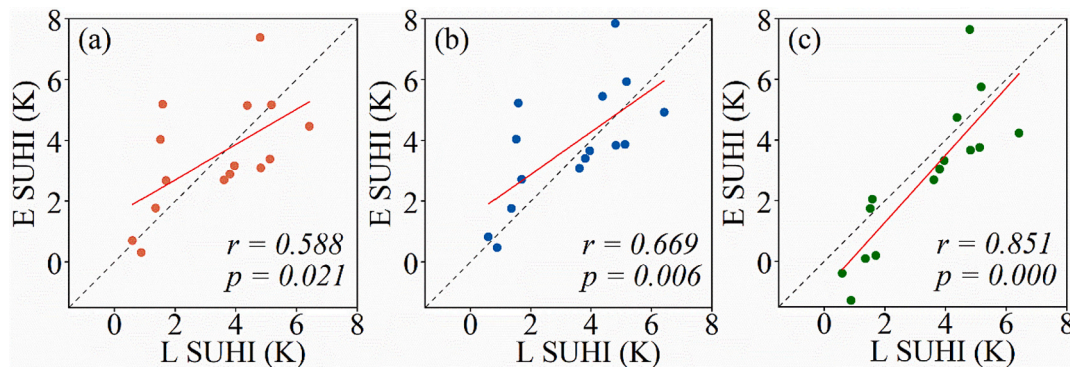 (a)
8
6
4
2
0
E SUHI (K)
r = 0.588
p = 0.021
0 2 4 6 8
L SUHI (K)
(b)
8
6
4
2
0
E SUHI (K)
r = 0.669
p = 0.006
0 2 4 6 8
L SUHI (K)
(c)
8
6
4
2
0
E SUHI (K)
r = 0.851
p = 0.000
0 2 4 6 8
L SUHI (K)